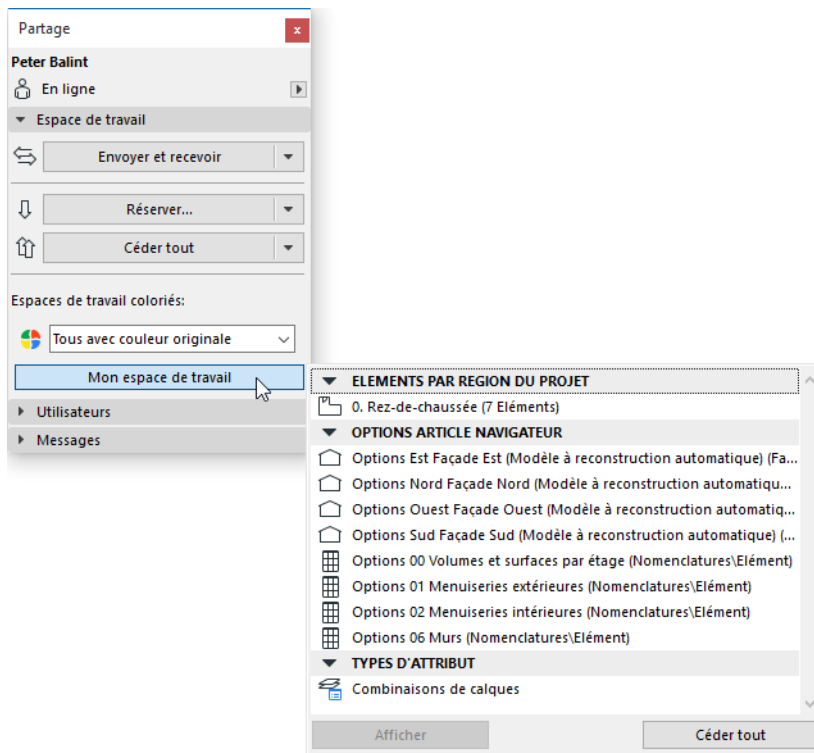 Partage
x
Peter Balint
En ligne
Espace de travail
Envoyer et recevoir
Réserver...
Céder tout
Espaces de travail coloriés:
Tous avec couleur originale
Mon espace de travail
Utilisateurs
Messages
ELEMENTS PAR REGION DU PROJET
0. Rez-de-chaussée (7 Eléments)
OPTIONS ARTICLE NAVIGATEUR
Options Est Façade Est (Modèle à reconstruction automatique) (Fa...
Options Nord Façade Nord (Modèle à reconstruction automatiqu...
Options Ouest Façade Ouest (Modèle à reconstruction automatiq...
Options Sud Façade Sud (Modèle à reconstruction automatique) (...
Options 00 Volumes et surfaces par étage (Nomenclatures\Elément)
Options 01 Menuiseries extérieures (Nomenclatures\Elément)
Options 02 Menuiseries intérieures (Nomenclatures\Elément)
Options 06 Murs (Nomenclatures\Elément)
TYPES D'ATTRIBUT
Combinaisons de calques
Afficher
Céder tout